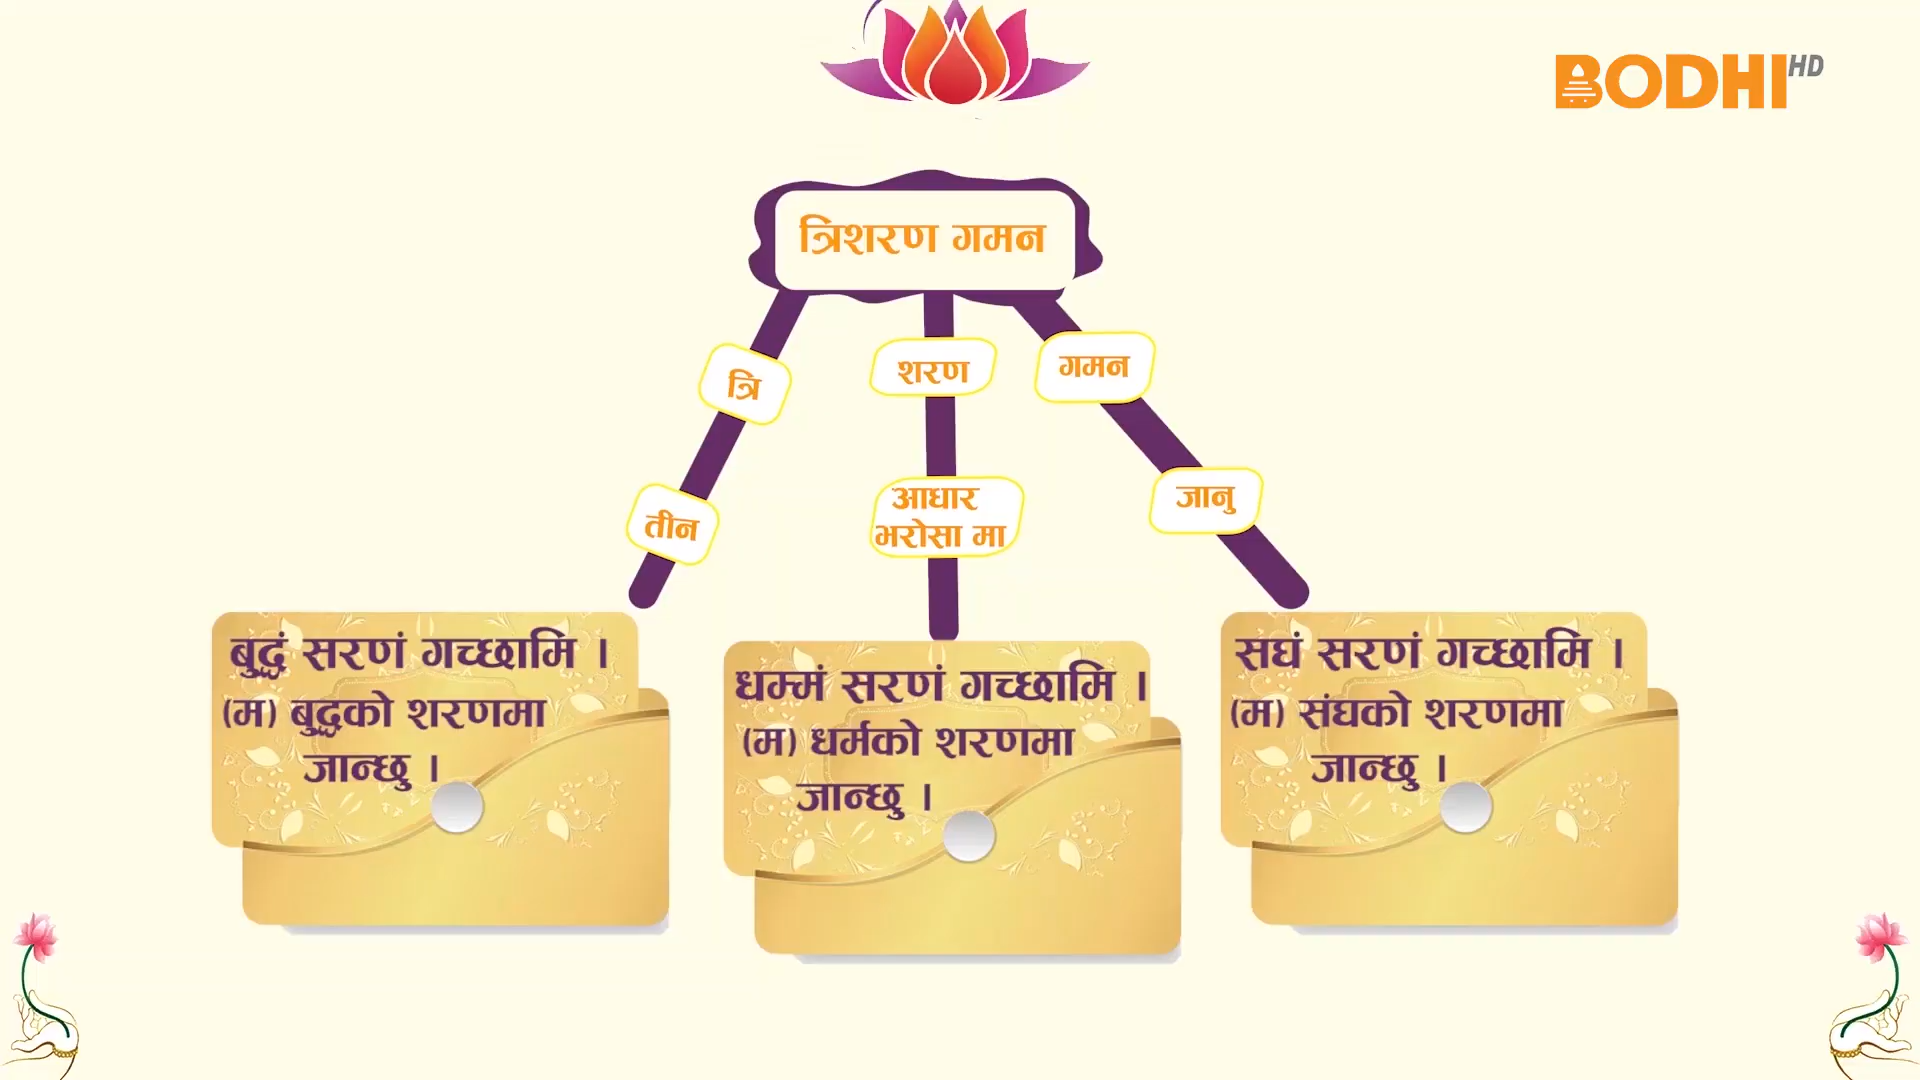 BODHI HD
त्रिशरण गमन
त्रि
शरण
गमन
तीन
आधार
भरोसा मा
जानु
बुद्धं सरणं गच्छामि ।
(म) बुद्धको शरणमा
जान्छु ।
धम्मं सरणं गच्छामि ।
(म) धर्मको शरणमा
जान्छु ।
सघं सरणं गच्छामि ।
(म) संघको शरणमा
जान्छु ।